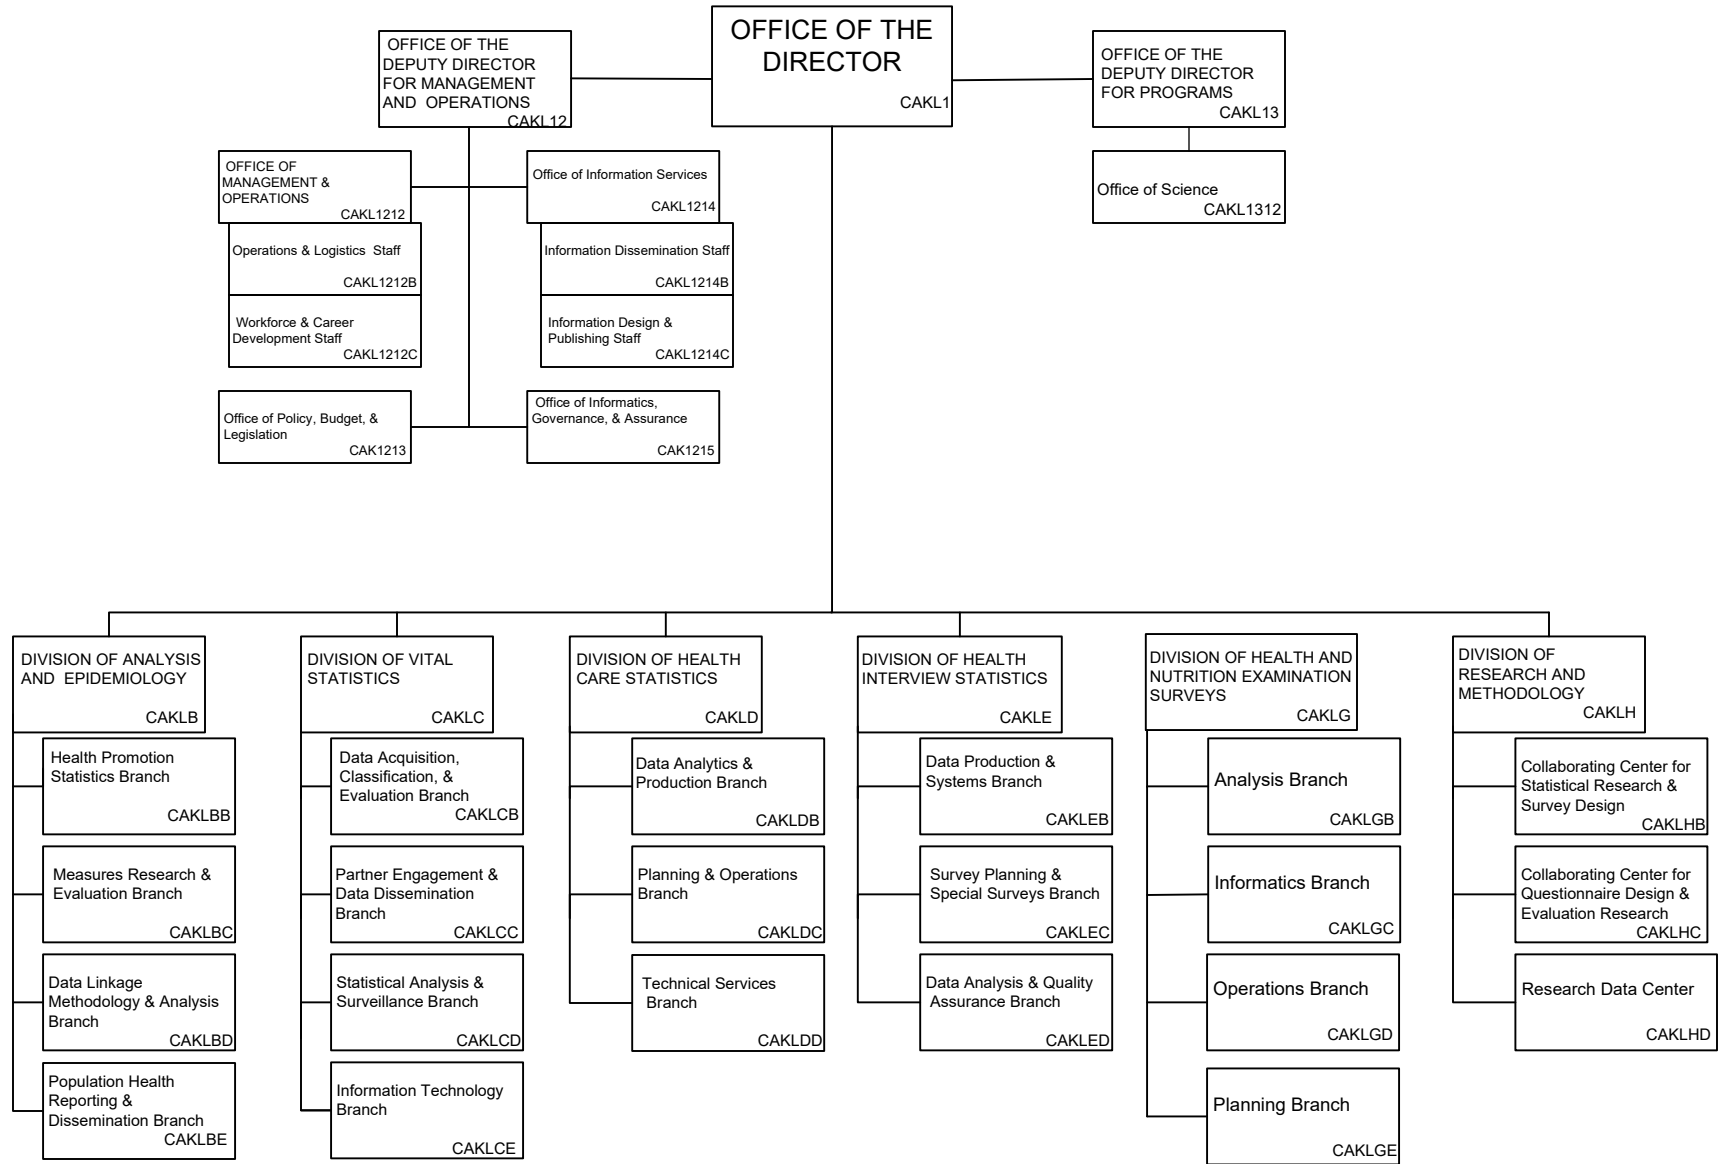 OFFICE OF THE
DIRECTOR
CAKL1
OFFICE OF THE
DEPUTY DIRECTOR
FOR MANAGEMENT
AND OPERATIONS
CAKL12
OFFICE OF THE
DEPUTY DIRECTOR
FOR PROGRAMS
CAKL13
OFFICE OF
MANAGEMENT &
OPERATIONS
CAKL1212
Operations & Logistics Staff
CAKL1212B
Workforce & Career
Development Staff
CAKL1212C
Office of Information Services
CAKL1214
Information Dissemination Staff
CAKL1214B
Information Design &
Publishing Staff
CAKL1214C
Office of Science
CAKL1312
Office of Policy, Budget, &
Legislation
CAK1213
Office of Informatics,
Governance, & Assurance
CAK1215
DIVISION OF ANALYSIS
AND EPIDEMIOLOGY
CAKLB
Health Promotion
Statistics Branch
CAKLBB
Measures Research &
Evaluation Branch
CAKLBC
Data Linkage
Methodology & Analysis
Branch
CAKLBD
Population Health
Reporting &
Dissemination Branch
CAKLBE
DIVISION OF VITAL
STATISTICS
CAKLC
Data Acquisition,
Classification, &
Evaluation Branch
CAKLCB
Partner Engagement &
Data Dissemination
Branch
CAKLCC
Statistical Analysis &
Surveillance Branch
CAKLCD
Information Technology
Branch
CAKLCE
DIVISION OF HEALTH
CARE STATISTICS
CAKLD
Data Analytics &
Production Branch
CAKLDB
Planning & Operations
Branch
CAKLDC
Technical Services
Branch
CAKLDD
DIVISION OF HEALTH
INTERVIEW STATISTICS
CAKLE
Data Production &
Systems Branch
CAKLEB
Survey Planning &
Special Surveys Branch
CAKLEC
Data Analysis & Quality
Assurance Branch
CAKLED
DIVISION OF HEALTH AND
NUTRITION EXAMINATION
SURVEYS
CAKLG
Analysis Branch
CAKLGB
Informatics Branch
CAKLGC
Operations Branch
CAKLGD
Planning Branch
CAKLGE
DIVISION OF
RESEARCH AND
METHODOLOGY
CAKLH
Collaborating Center for
Statistical Research &
Survey Design
CAKLHB
Collaborating Center for
Questionnaire Design &
Evaluation Research
CAKLHC
Research Data Center
CAKLHD